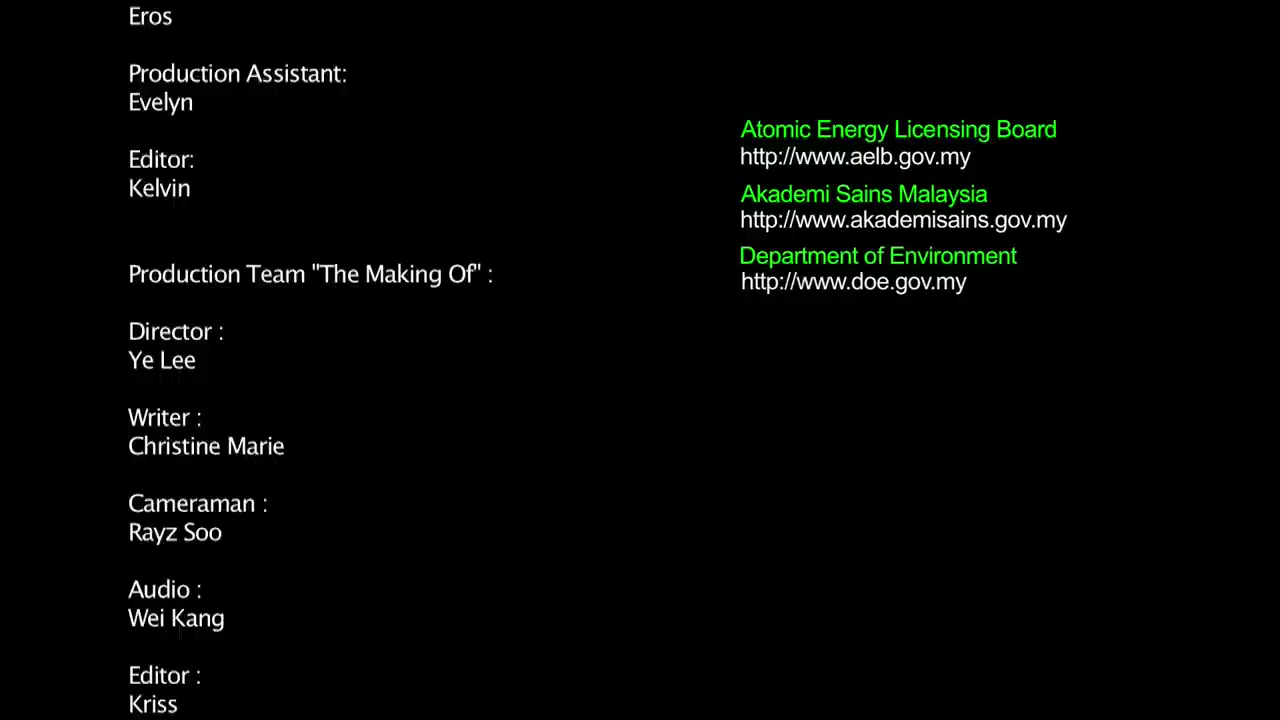 Eros
Production Assistant:
Evelyn
Editor:
Kelvin
Production Team "The Making Of" :
Director :
Ye Lee
Writer :
Christine Marie
Cameraman :
Rayz Soo
Audio :
Wei Kang
Editor :
Kriss
Atomic Energy Licensing Board
http://www.aelb.gov.my
Akademi Sains Malaysia
http://www.akademisains.gov.my
Department of Environment
http://www.doe.gov.my